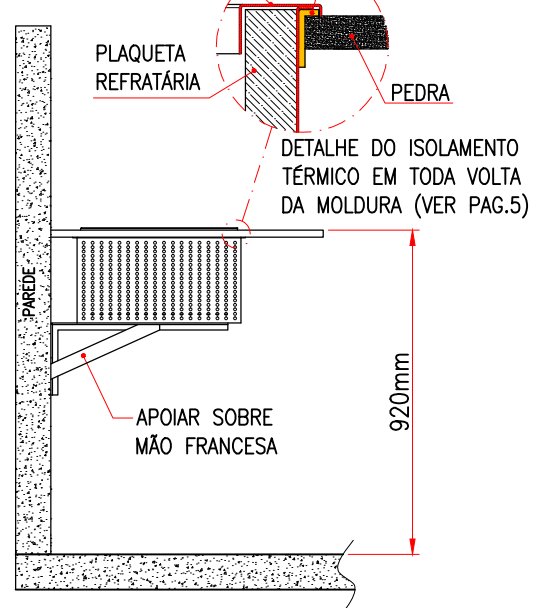 PLAQUETA
REFRATÁRIA
PEDRA
DETALHE DO ISOLAMENTO
TÉRMICO EM TODA VOLTA
DA MOLDURA (VER PAG.5)
PAREDE
920mm
APOIAR SOBRE
MÃO FRANCESA